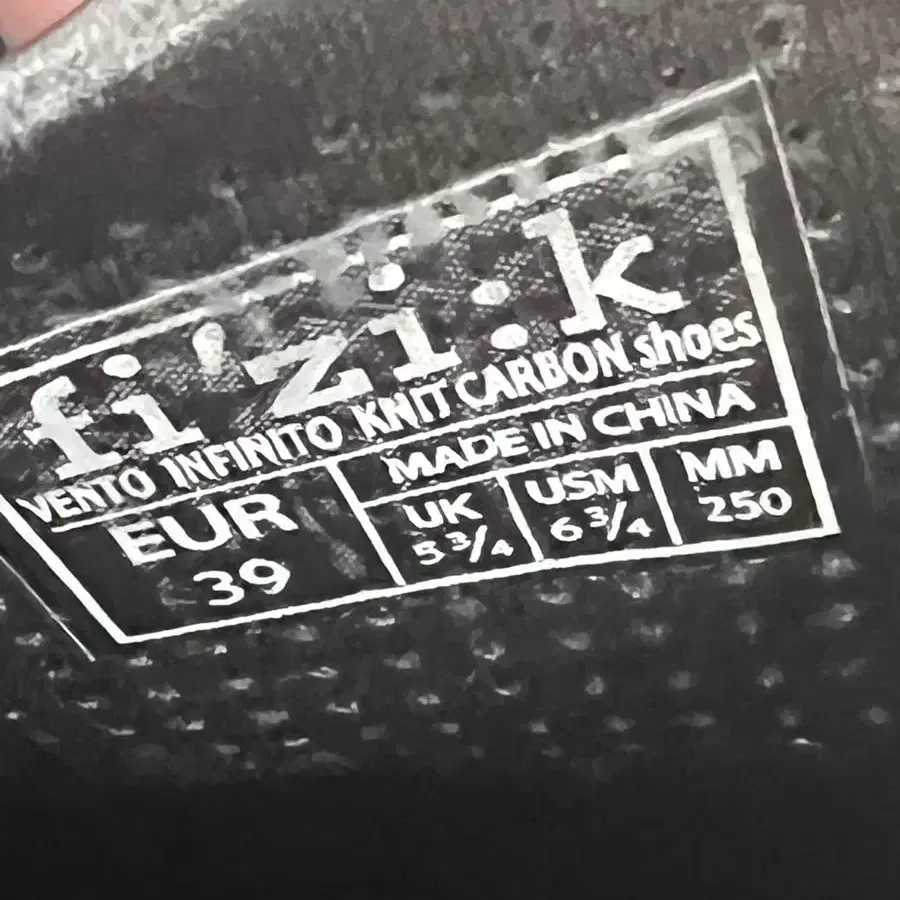 fi'zi:k
VENTO INFINITO KNIT CARBON shoes
MADE IN CHINA
EUR
39
UK
5 3/4
USM
6 3/4
MM
250